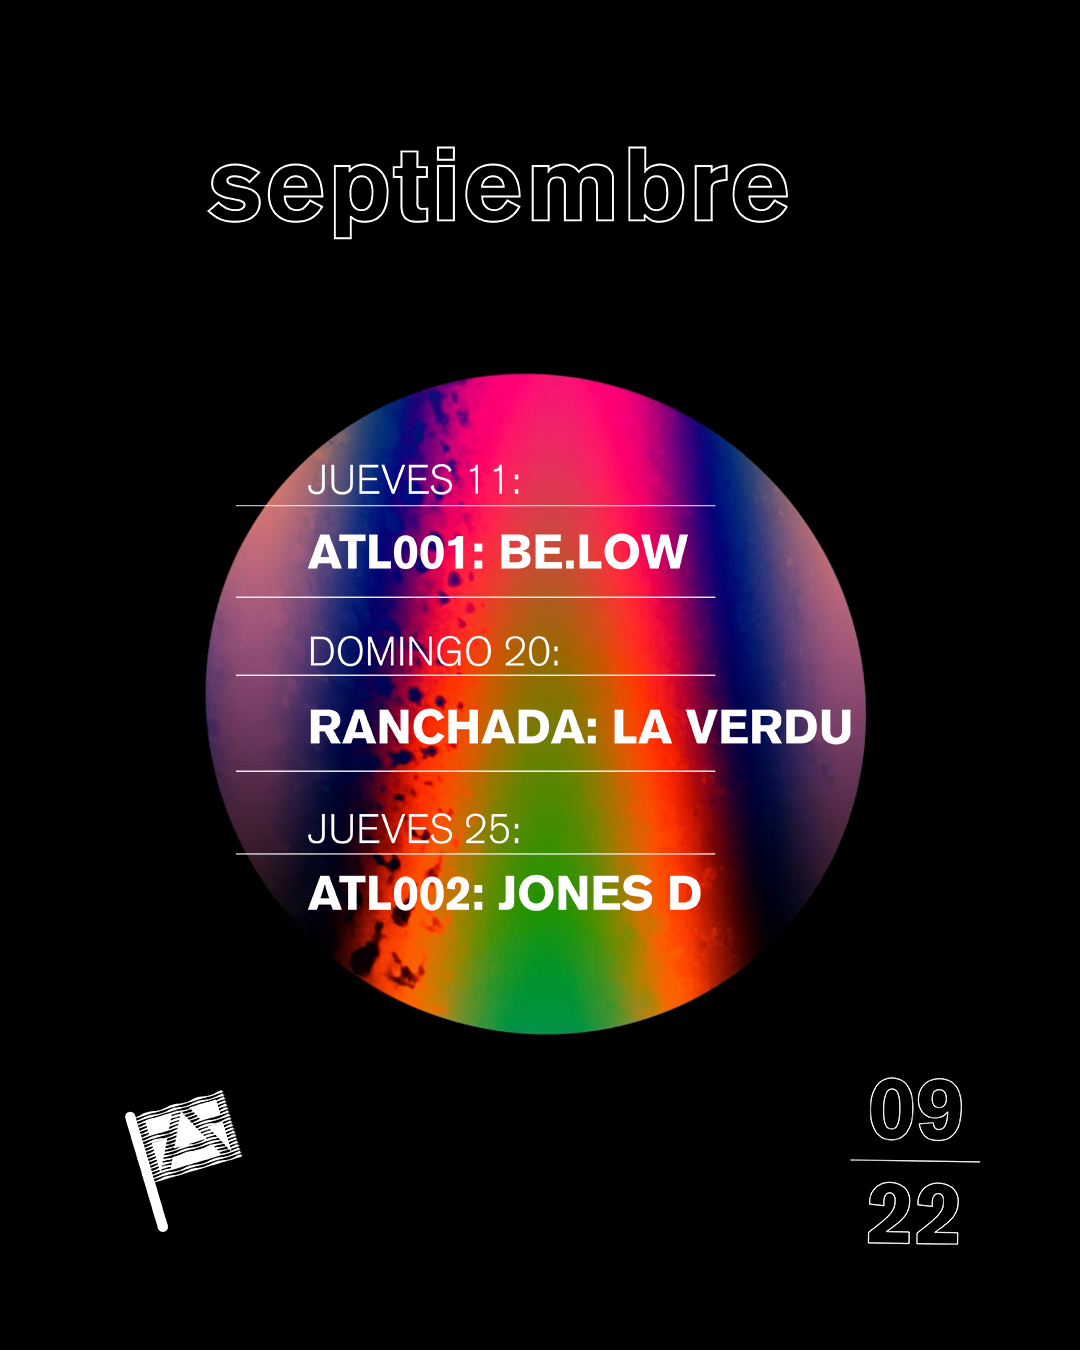 septiembre
JUEVES 11:
ATL001: BE.LOW
DOMINGO 20:
RANCHADA: LA VERDU
JUEVES 25:
ATL002: JONES D
09
22